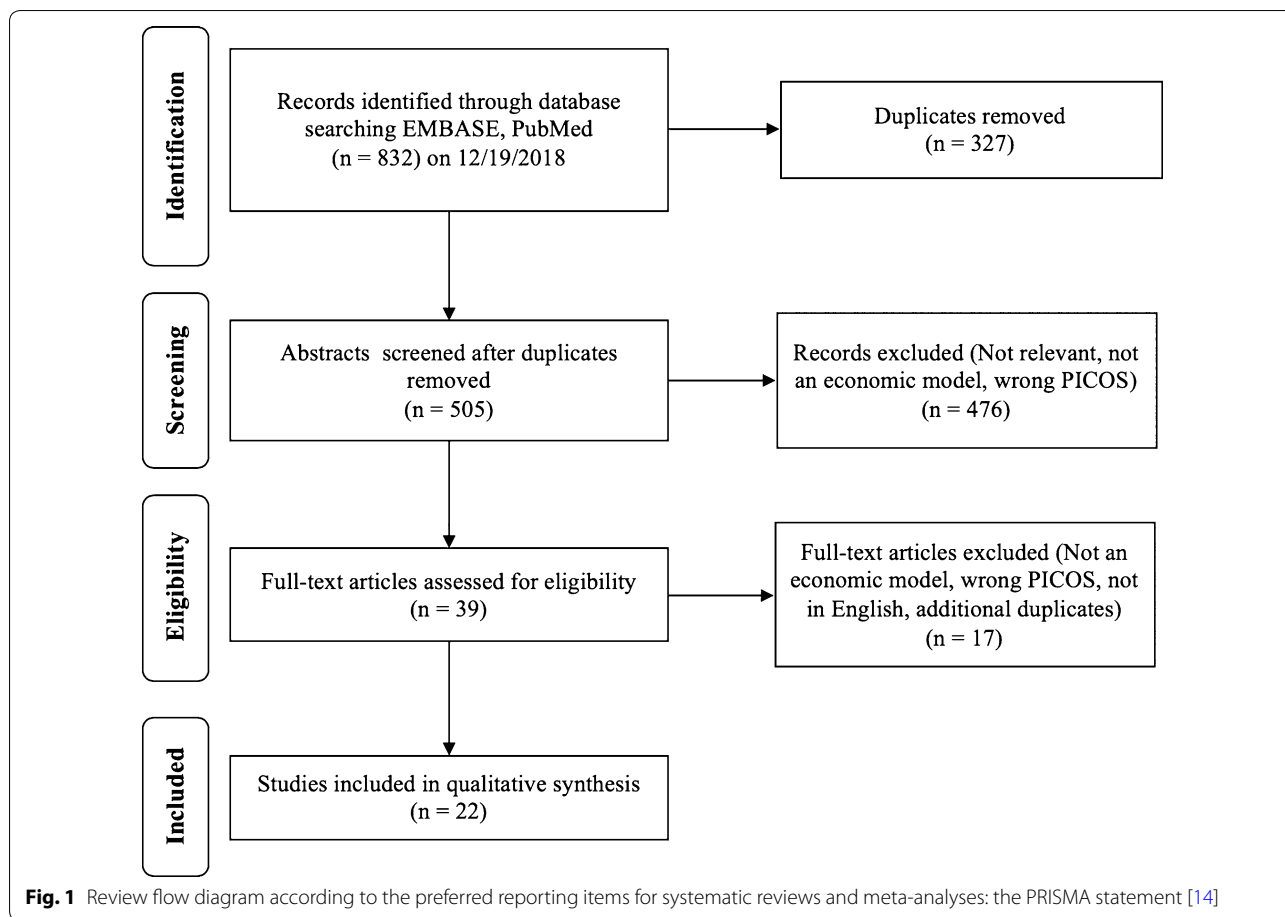 Identification
Records identified through database
searching EMBASE, PubMed
(n = 832) on 12/19/2018
Duplicates removed
(n = 327)
Screening
Abstracts screened after duplicates
removed
(n = 505)
Records excluded (Not relevant, not
an economic model, wrong PICOS)
(n = 476)
Eligibility
Full-text articles assessed for eligibility
(n = 39)
Full-text articles excluded (Not an
economic model, wrong PICOS, not
in English, additional duplicates)
(n = 17)
Included
Studies included in qualitative synthesis
(n = 22)
Fig. 1 Review flow diagram according to the preferred reporting items for systematic reviews and meta-analyses: the PRISMA statement [14]